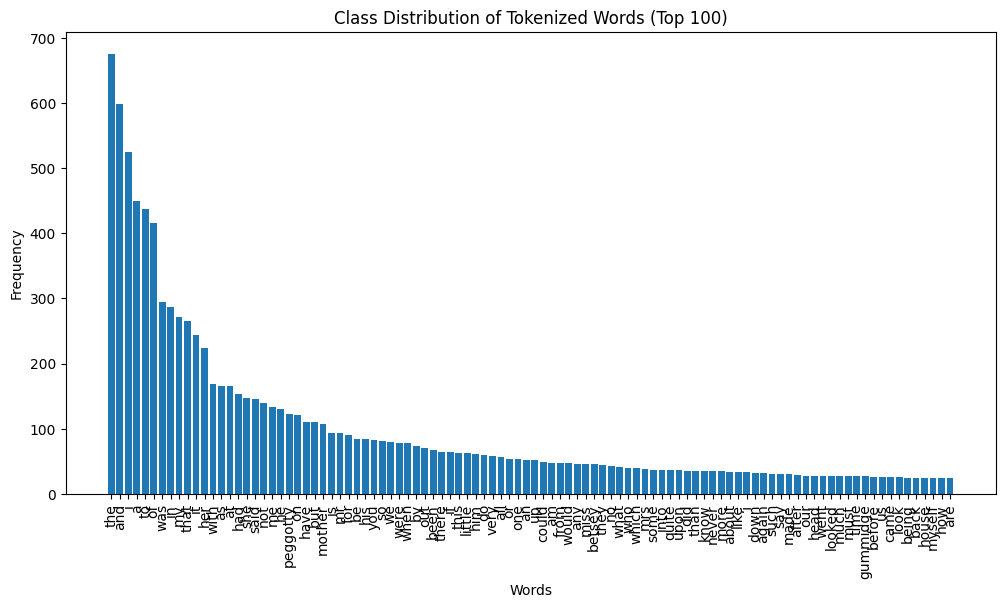 Class Distribution of Tokenized Words (Top 100)
Frequency
700
600
500
400
300
200
100
0
the
and
i
a
to
of
was
in
my
that
it
her
with
as
at
had
she
said
not
me
he
peggotty
on
have
but
mother
is
mr
for
be
his
you
so
we
were
when
by
out
been
there
if
this
little
him
do
very
all
or
one
an
up
could
am
from
would
any
miss
betsey
they
no
what
who
which
mrs
some
into
quite
upon
did
than
know
never
more
about
like
down
again
such
say
made
after
our
head
went
looked
much
must
time
gummidge
before
us
came
look
being
back
house
myself
how
are
Words